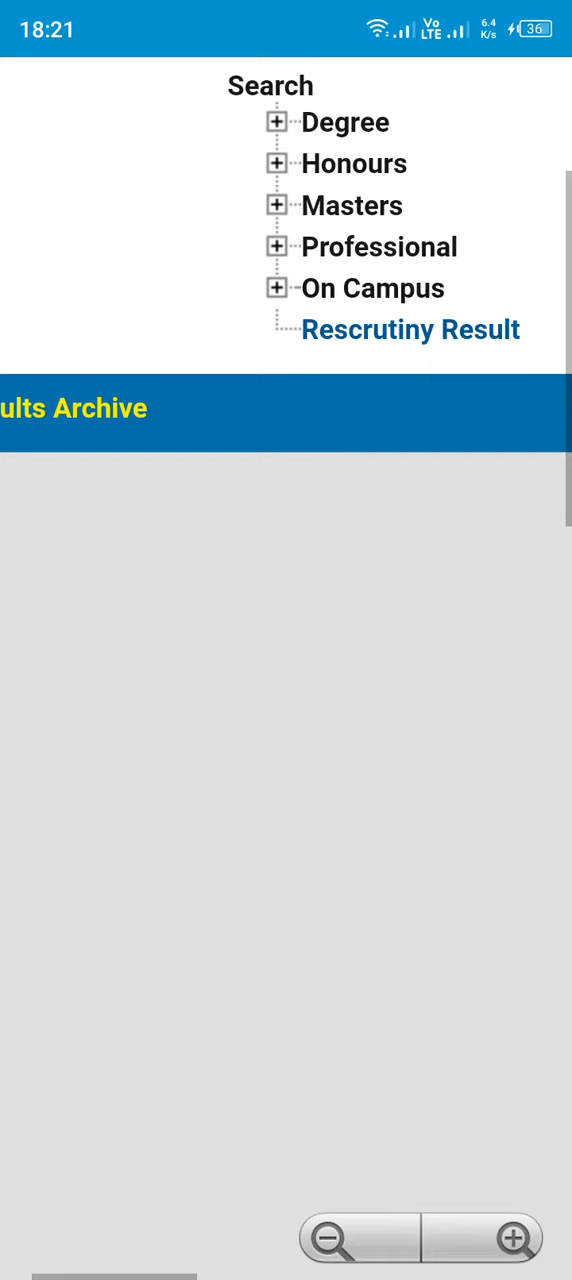 18:21
Vo LTE 6.4 K/s 36
Search
Degree
Honours
Masters
Professional
On Campus
Rescrutiny Result
ults Archive